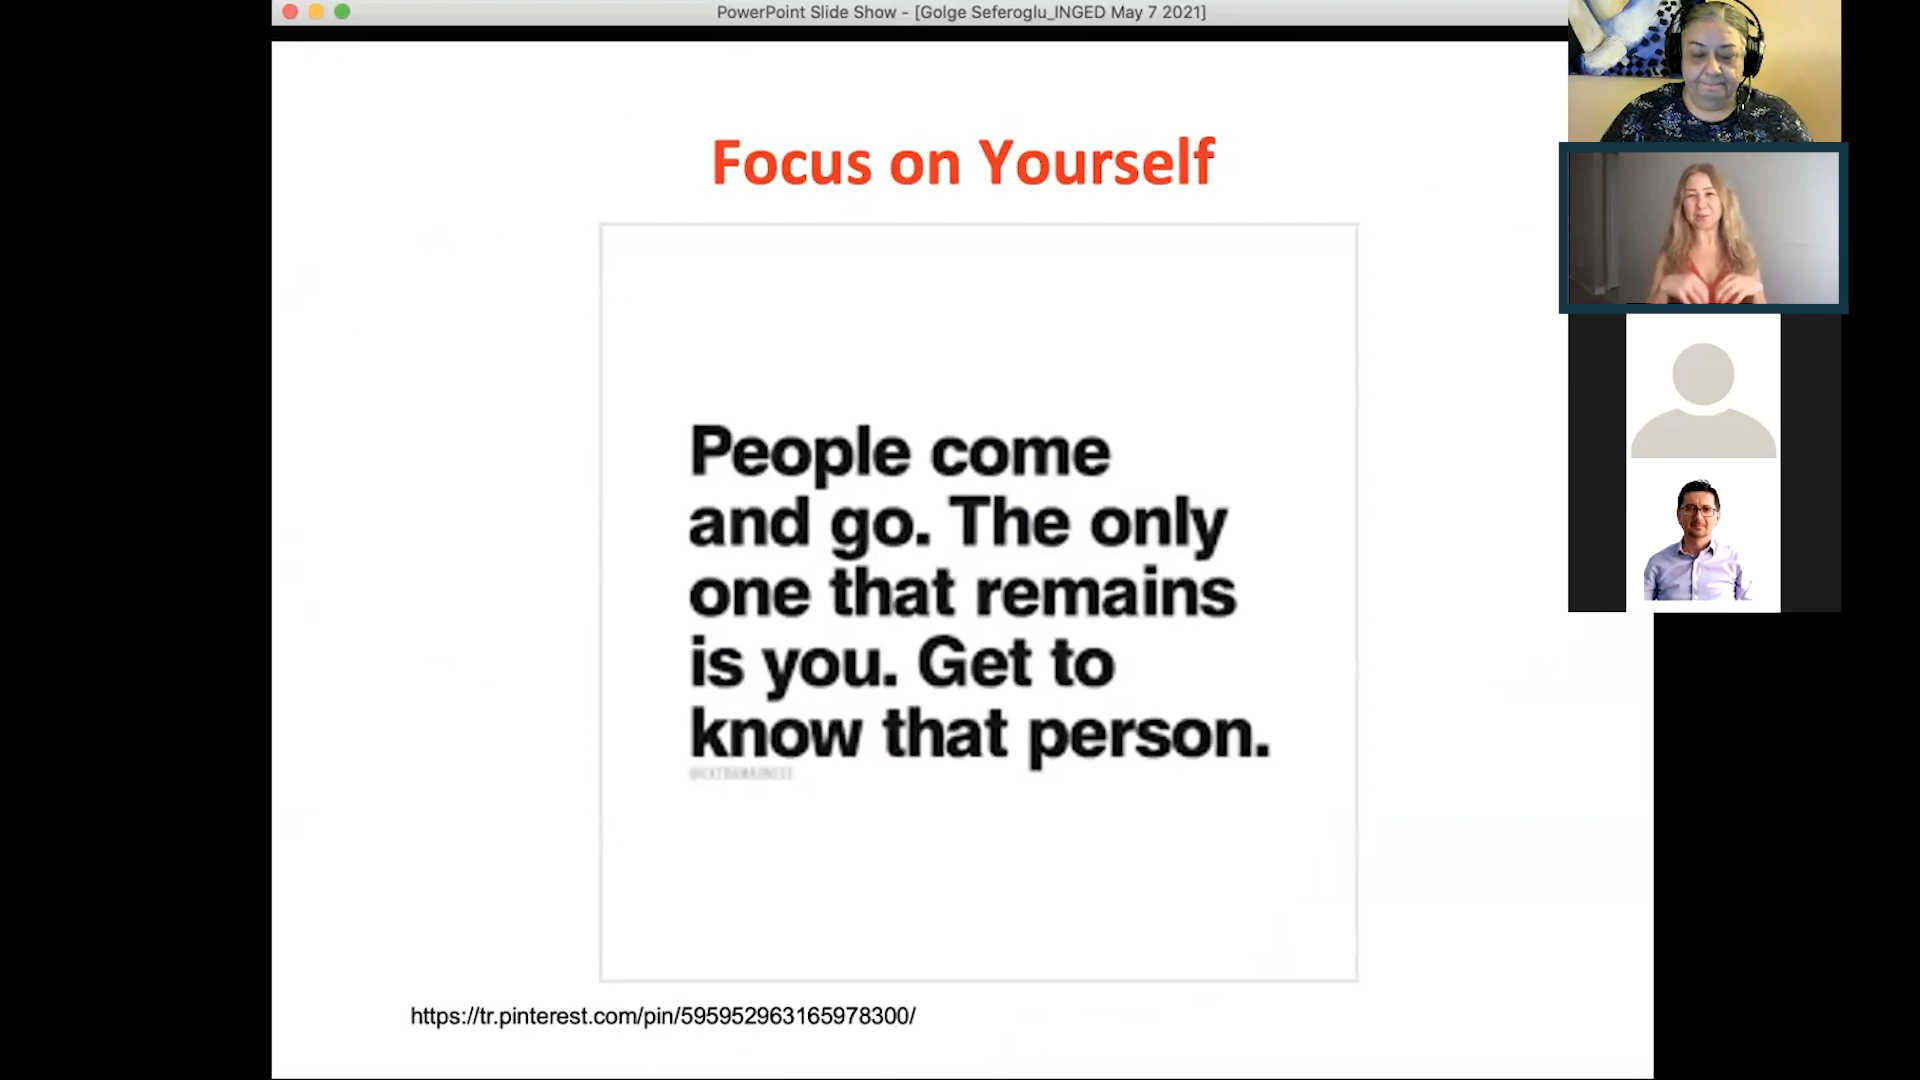 PowerPoint Slide Show - [Golge Seferoglu_INGED May 7 2021]
Focus on Yourself
People come
and go. The only
one that remains
is you. Get to
know that person.
https://tr.pinterest.com/pin/595952963165978300/